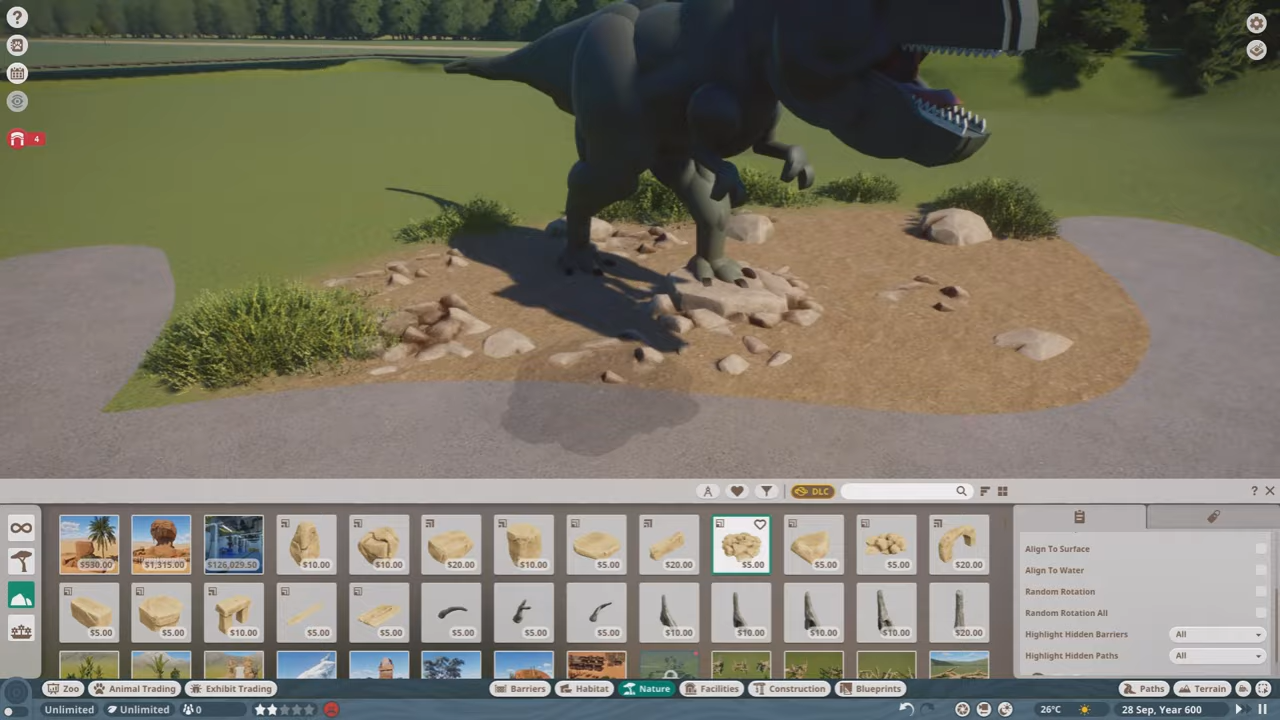 ?
4
DLC
? ×
$530.00 $1,315.00 $126,029.50 $10.00 $10.00 $20.00 $10.00 $5.00 $20.00 $5.00 $5.00 $5.00 $20.00
$5.00 $5.00 $10.00 $5.00 $5.00 $5.00 $5.00 $5.00 $10.00 $10.00 $10.00 $10.00 $20.00
Align To Surface
Align To Water
Random Rotation
Random Rotation All
Highlight Hidden Barriers All
Highlight Hidden Paths All
Zoo Animal Trading Exhibit Trading Barriers Habitat Nature Facilities Construction Blueprints Paths Terrain
Unlimited Unlimited 0 26°C 28 Sep, Year 600